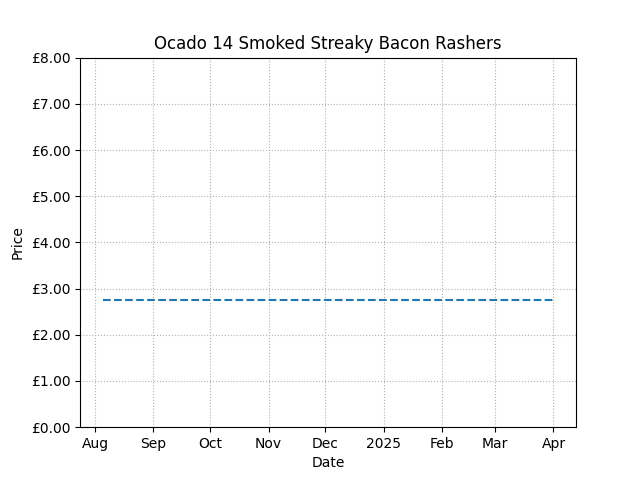 Ocado 14 Smoked Streaky Bacon Rashers
£8.00
£7.00
£6.00
£5.00
£4.00
£3.00
£2.00
£1.00
£0.00
Price
Aug Sep Oct Nov Dec 2025 Feb Mar Apr
Date